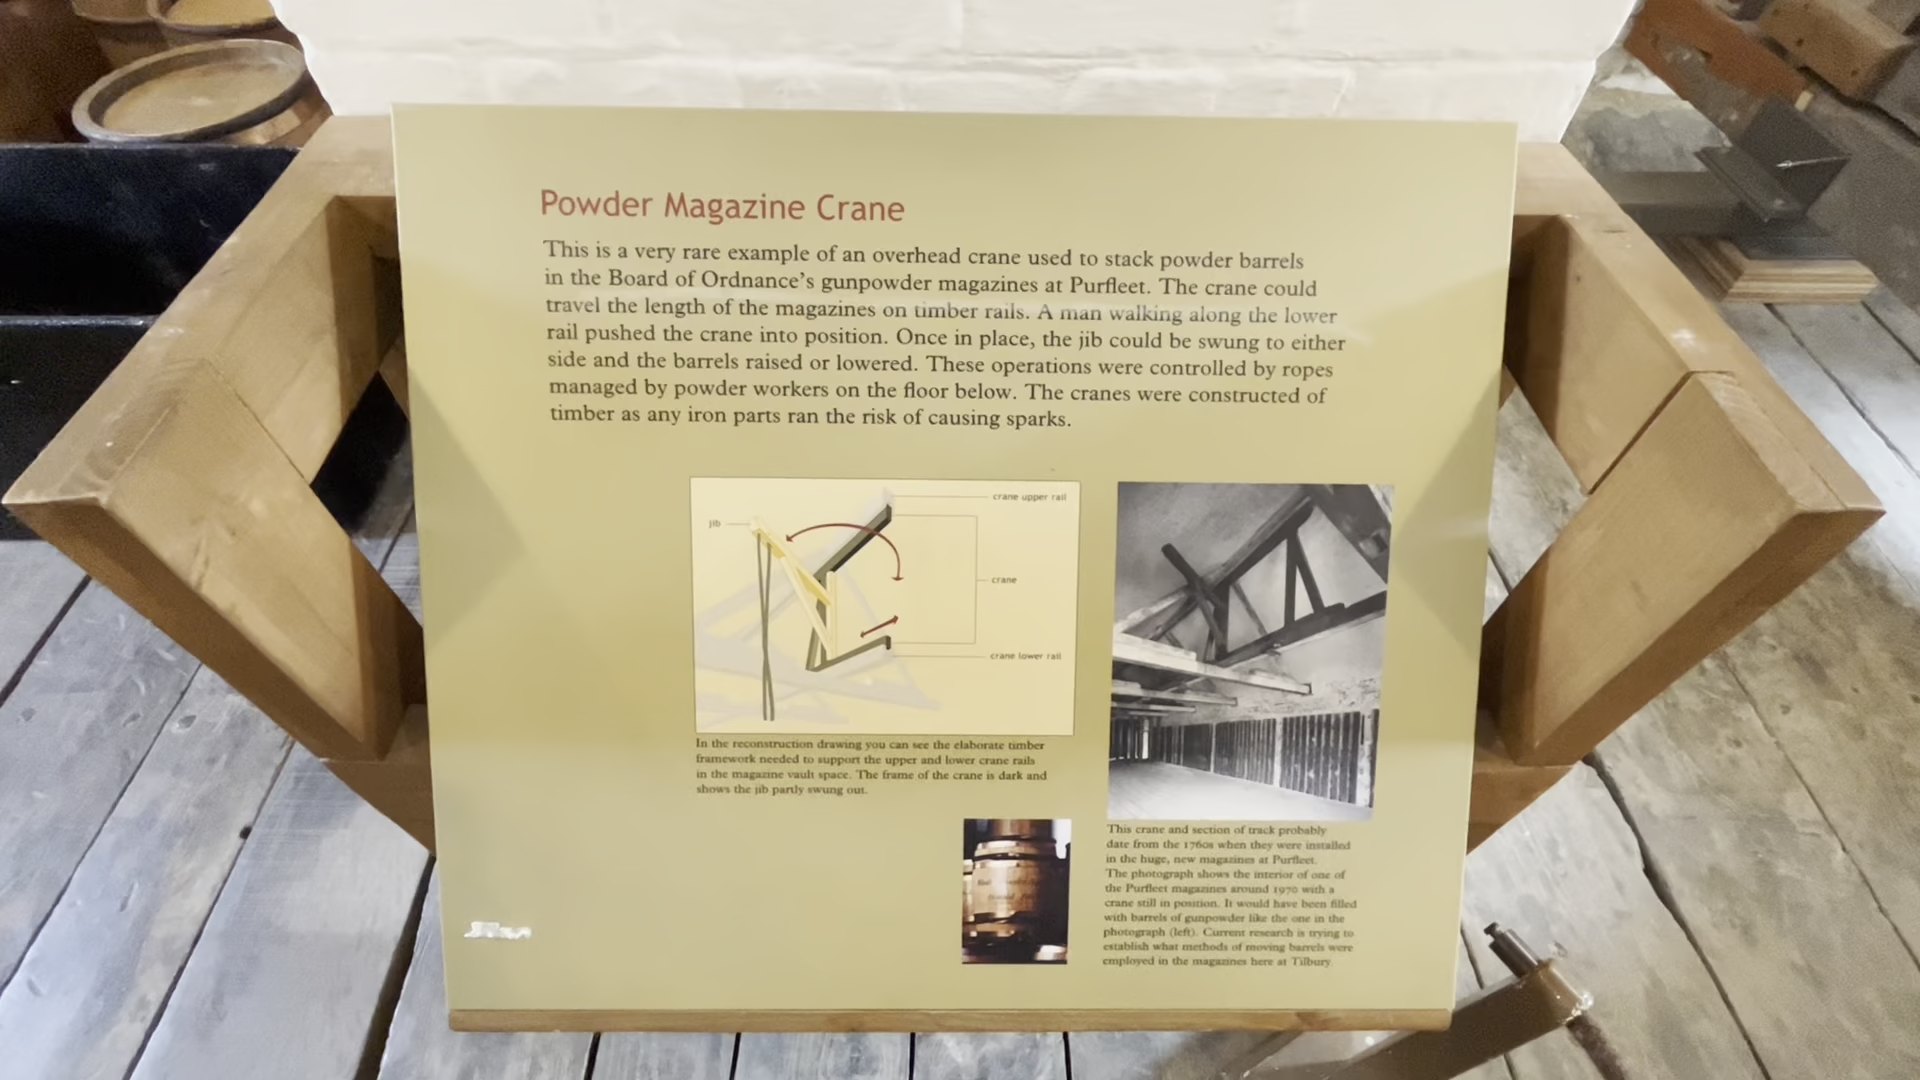 Powder Magazine Crane
This is a very rare example of an overhead crane used to stack powder barrels
in the Board of Ordnance's gunpowder magazines at Purfleet. The crane could
travel the length of the magazines on timber rails. A man walking along the lower
rail pushed the crane into position. Once in place, the jib could be swung to either
side and the barrels raised or lowered. These operations were controlled by ropes
managed by powder workers on the floor below. The cranes were constructed of
timber as any iron parts ran the risk of causing sparks.
crane upper rail
jib
crane
crane lower rail
In the reconstruction drawing you can see the elaborate timber
framework needed to support the upper and lower crane rails
in the magazine vault space. The frame of the crane is dark and
shows the jib partly swung out.
This crane and section of track probably
date from the 1760s when they were installed
in the huge, new magazines at Purfleet.
The photograph shows the interior of one of
the Purfleet magazines around 1970 with a
crane still in position. It would have been filled
with barrels of gunpowder like the one in the
photograph (left). Current research is trying to
establish what methods of moving barrels were
employed in the magazines here at Tilbury.